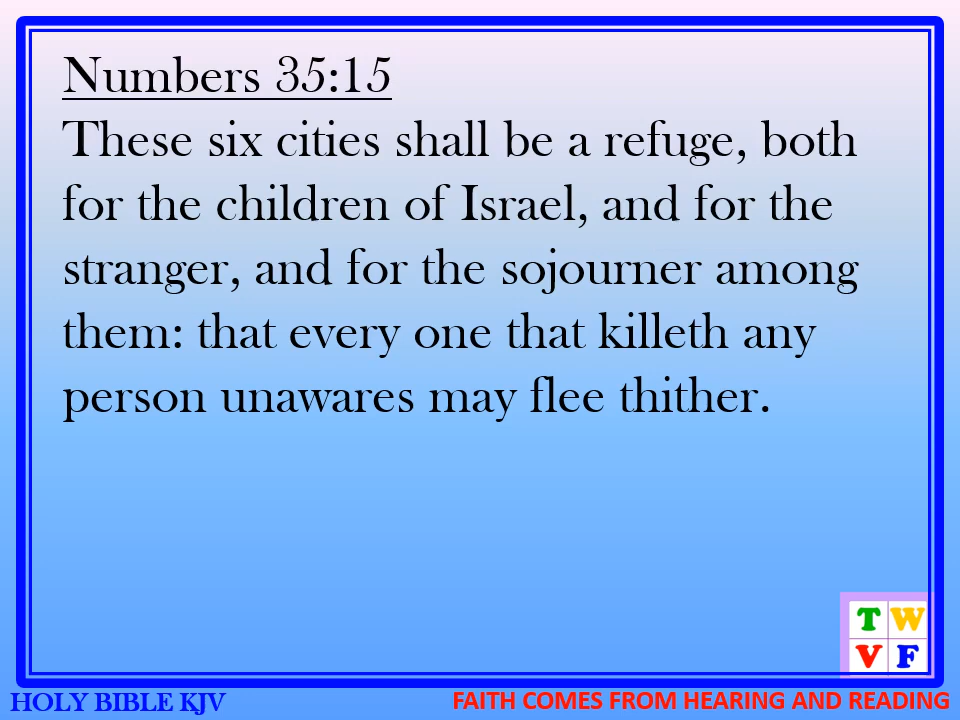 Numbers 35:15
These six cities shall be a refuge, both
for the children of Israel, and for the
stranger, and for the sojourner among
them: that every one that killeth any
person unawares may flee thither.
T W
V F
HOLY BIBLE KJV
FAITH COMES FROM HEARING AND READING